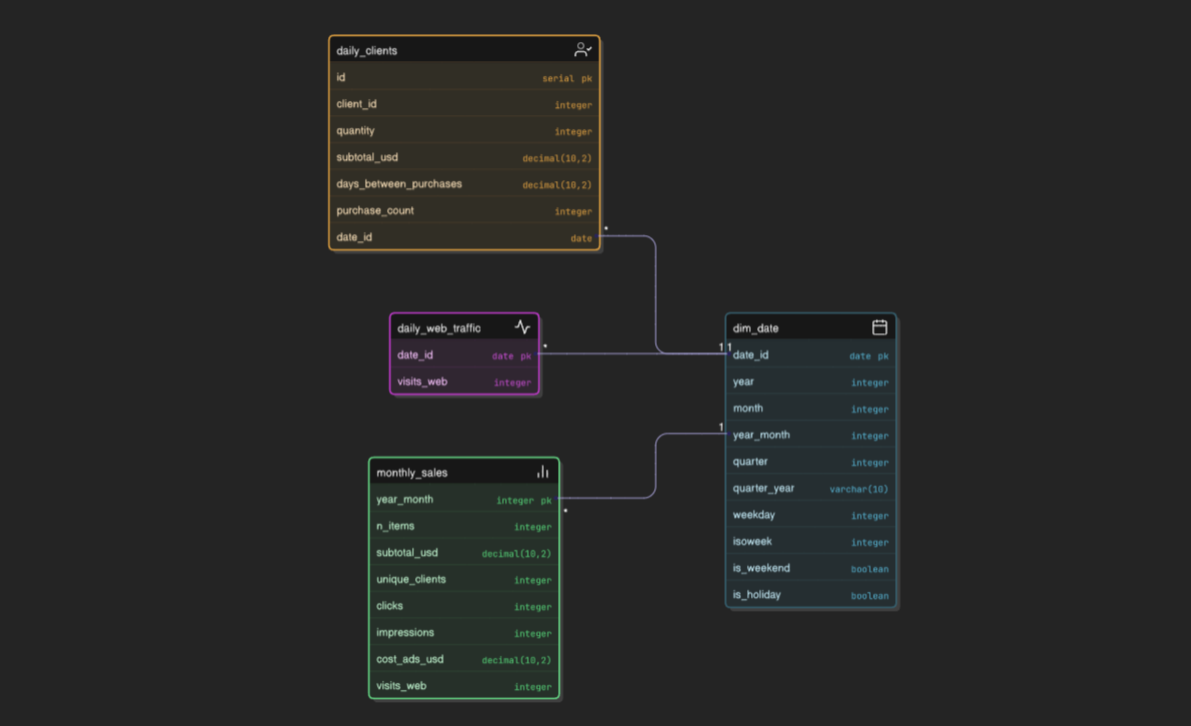 daily_clients
id serial pk
client_id integer
quantity integer
subtotal_usd decimal(10,2)
days_between_purchases decimal(10,2)
purchase_count integer
date_id date
*
daily_web_traffic
date_id date pk
visits_web integer
*
1 1
1
dim_date
date_id date pk
year integer
month integer
year_month integer
quarter integer
quarter_year varchar(10)
weekday integer
isoweek integer
is_weekend boolean
is_holiday boolean
monthly_sales
year_month integer pk
n_items integer
subtotal_usd decimal(10,2)
unique_clients integer
clicks integer
impressions integer
cost_ads_usd decimal(10,2)
visits_web integer
*